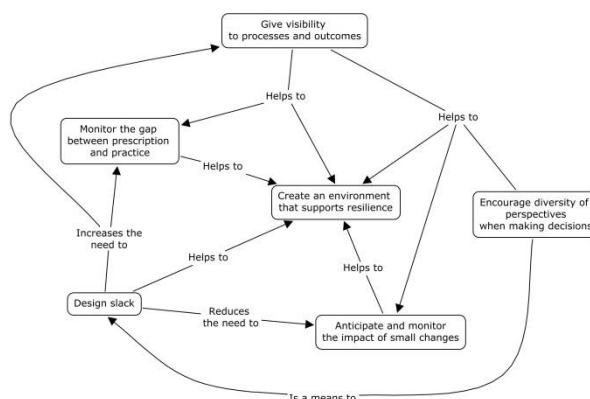 Give visibility
to processes and outcomes
Helps to
Helps to
Monitor the gap
between prescription
and practice
Helps to
Create an environment
that supports resilience
Encourage diversity of
perspectives
when making decisions
Increases the
need to
Helps to
Helps to
Design slack
Reduces
the need to
Anticipate and monitor
the impact of small changes
Is a means to